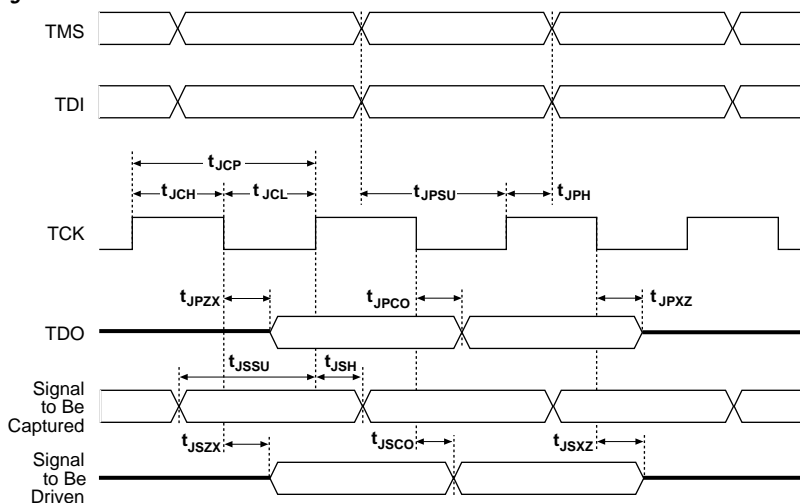 TMS
TDI
tJCP
tJCH
tJCL
tJPSU
tJPH
TCK
tJPZX
tJPCO
tJPXZ
TDO
tJSSU
tJSH
Signal
to Be
Captured
tJSZX
tJSCO
tJSXZ
Signal
to Be
Driven